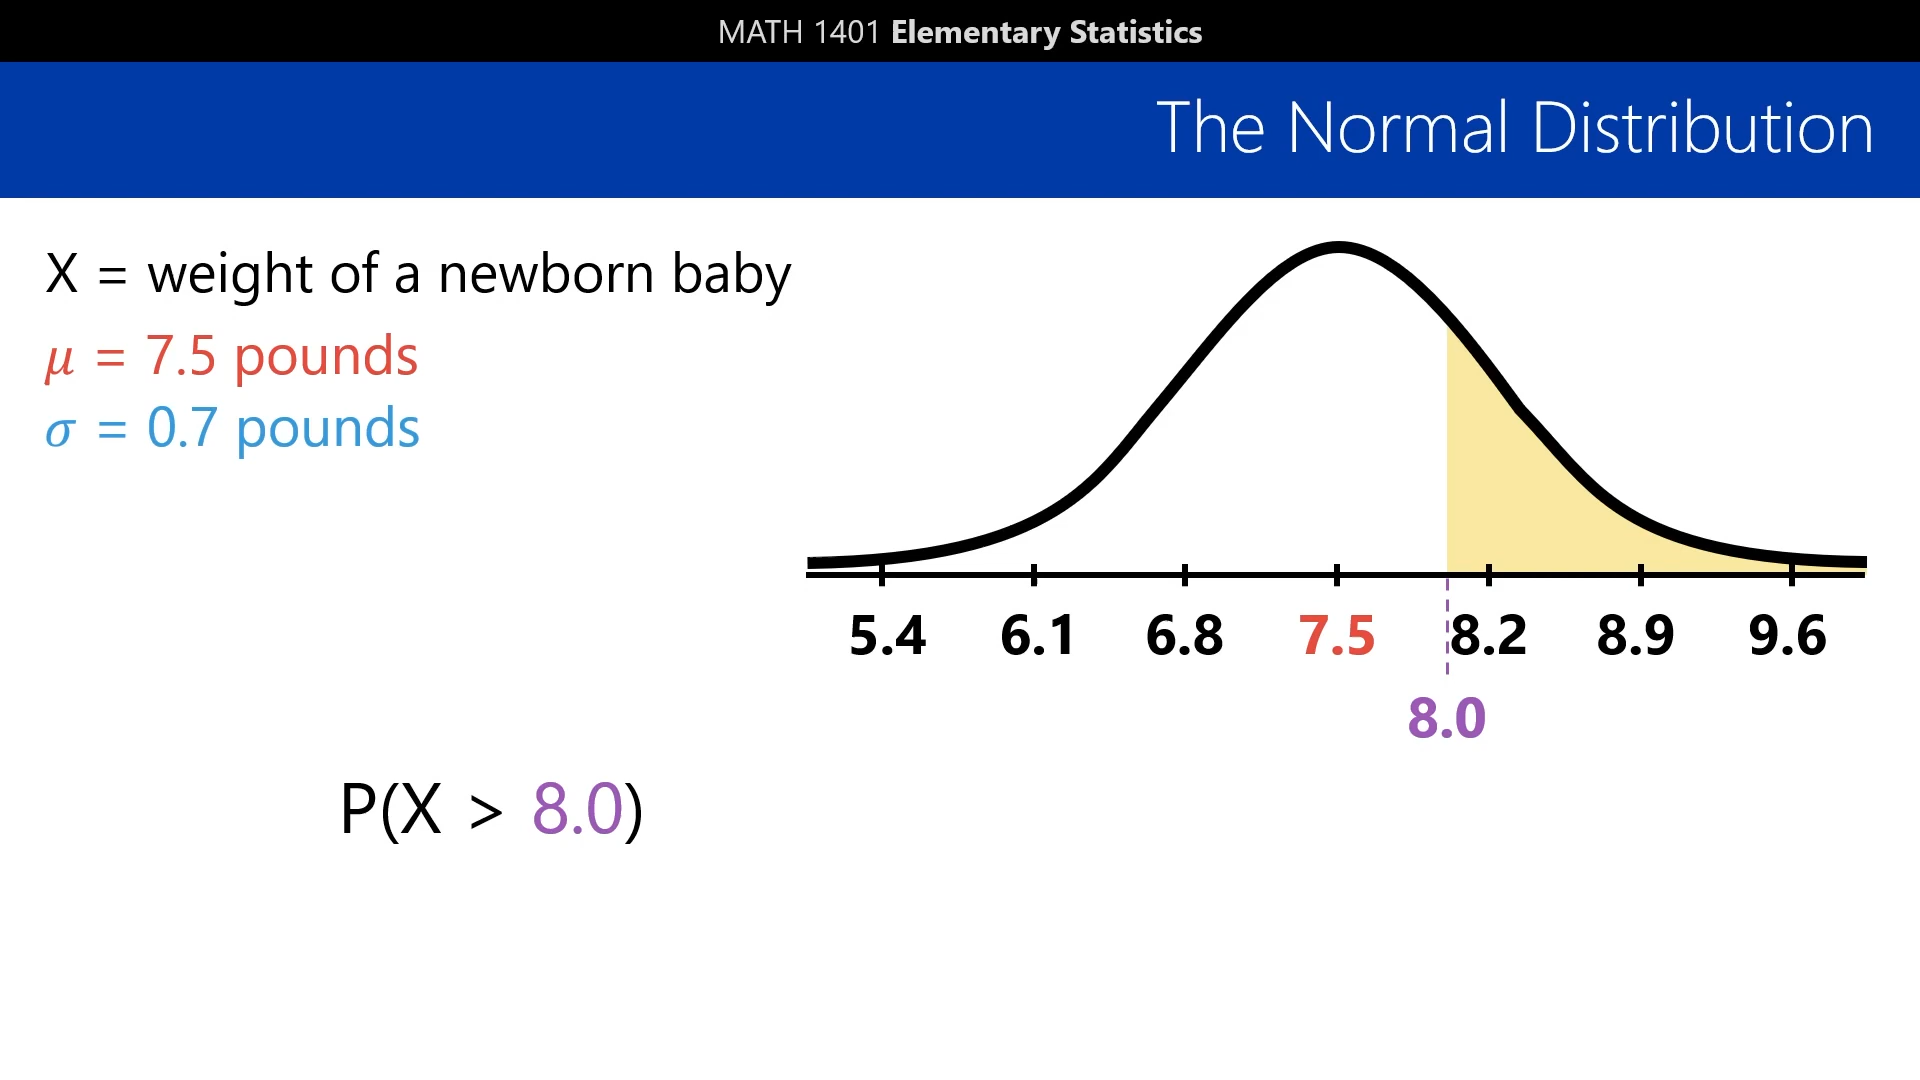 MATH 1401 Elementary Statistics
The Normal Distribution
X = weight of a newborn baby
μ = 7.5 pounds
σ = 0.7 pounds
5.4 6.1 6.8 7.5 8.2 8.9 9.6
8.0
P(X > 8.0)